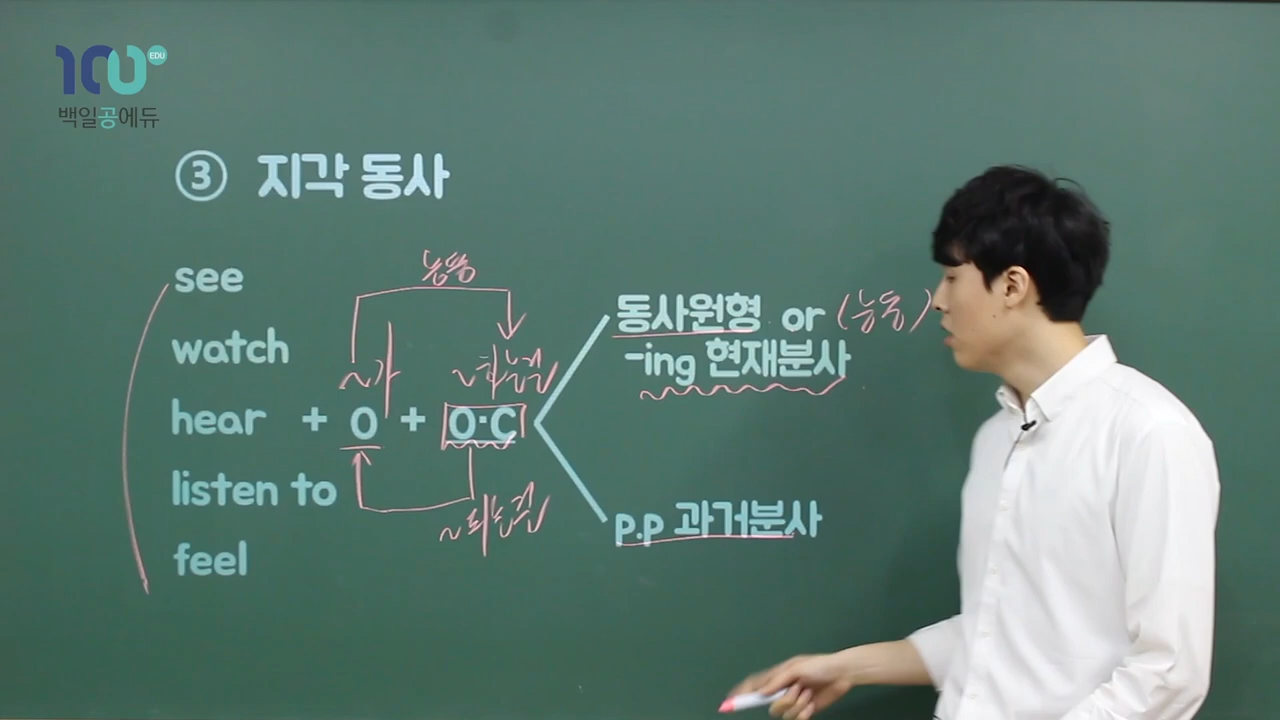 100 EDU
백일공에듀
③ 지각 동사
see
watch
hear + O + O·C
listen to
feel
능동
~가
~하는걸
~되는걸
동사원형 or (능동)
-ing 현재분사
p.p 과거분사